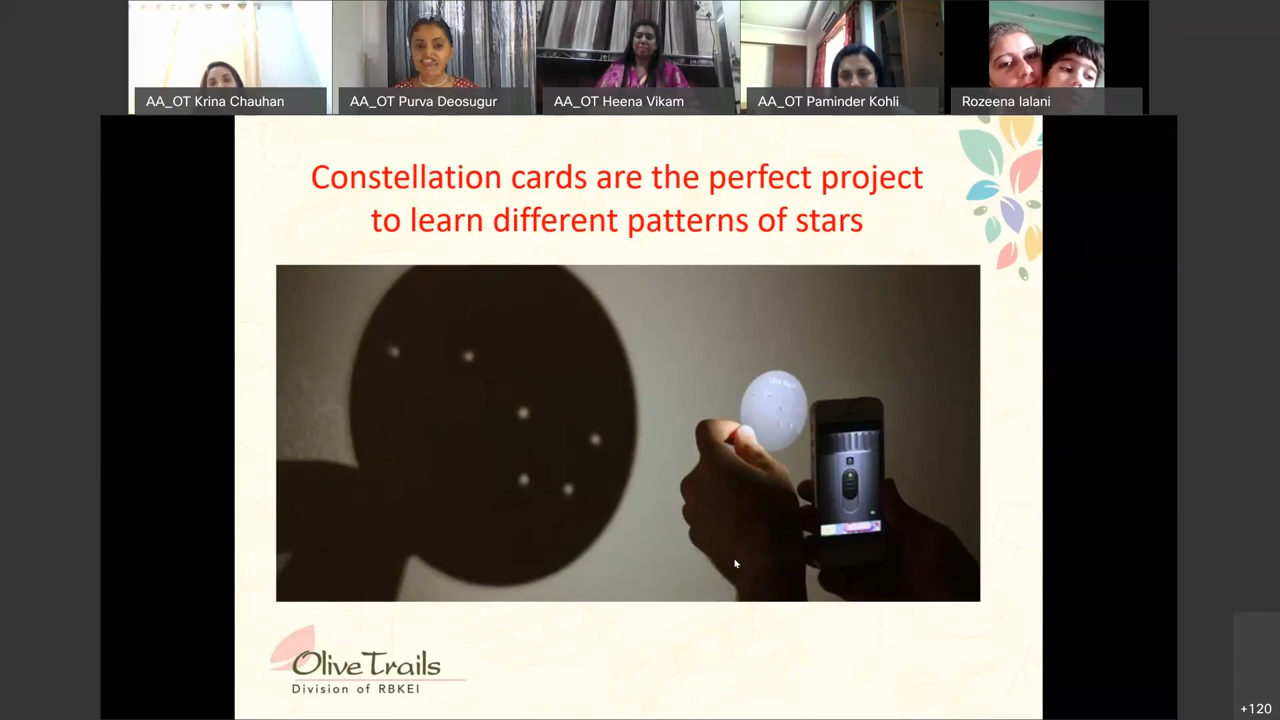 AA_OT Krina Chauhan
AA_OT Purva Deosugur
AA_OT Heena Vikam
AA_OT Paminder Kohli
Rozeena lalani
Constellation cards are the perfect project
to learn different patterns of stars
Olive Trails
Division of RBKEI
+120